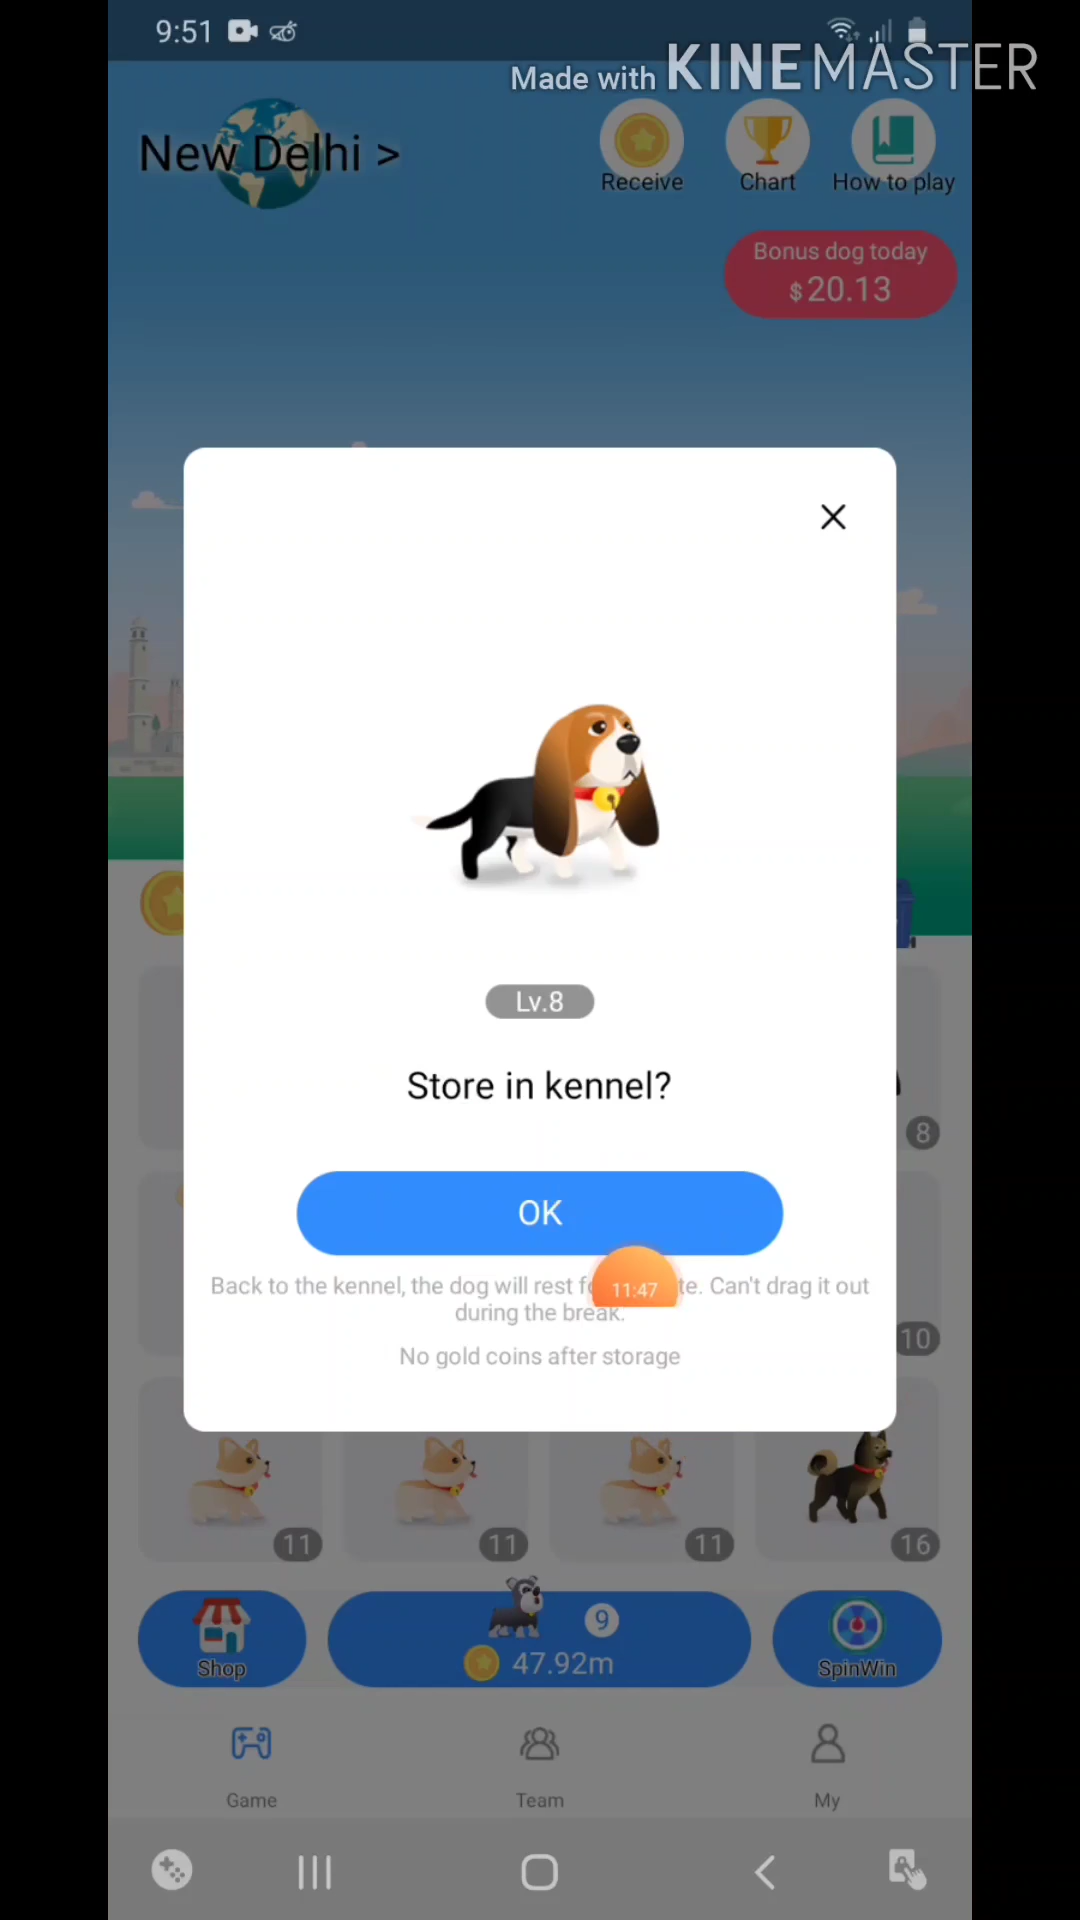 9:51
Made with KINEMASTER
New Delhi >
Receive
Chart
How to play
Bonus dog today
$20.13
Lv.8
Store in kennel?
8
OK
Back to the kennel, the dog will rest te. Can't drag it out
11:47
during the break.
10
No gold coins after storage
11
11
11
16
9
47.92m
Shop
SpinWin
Game
Team
My